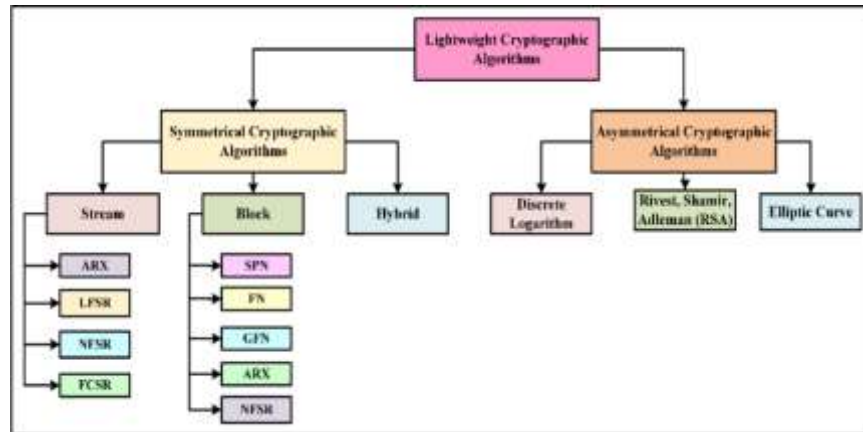 Lightweight Cryptographic
Algorithms
Symmetrical Cryptographic
Algorithms
Asymmetrical Cryptographic
Algorithms
Stream
Block
Hybrid
Discrete
Logarithm
Rivest, Shamir,
Adleman (RSA)
Elliptic Curve
ARX
LFSR
NFSR
FCSR
SPN
FN
GFN
ARX
NFSR